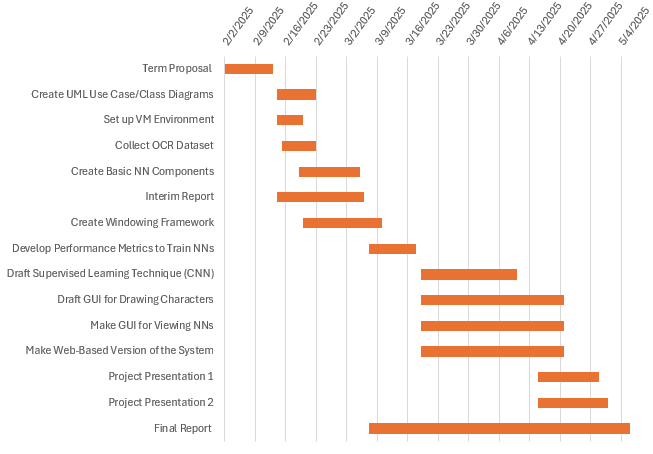 2/2/2025
2/9/2025
2/16/2025
2/23/2025
3/2/2025
3/9/2025
3/16/2025
3/23/2025
3/30/2025
4/6/2025
4/13/2025
4/20/2025
4/27/2025
5/4/2025
Term Proposal
Create UML Use Case/Class Diagrams
Set up VM Environment
Collect OCR Dataset
Create Basic NN Components
Interim Report
Create Windowing Framework
Develop Performance Metrics to Train NNs
Draft Supervised Learning Technique (CNN)
Draft GUI for Drawing Characters
Make GUI for Viewing NNs
Make Web-Based Version of the System
Project Presentation 1
Project Presentation 2
Final Report